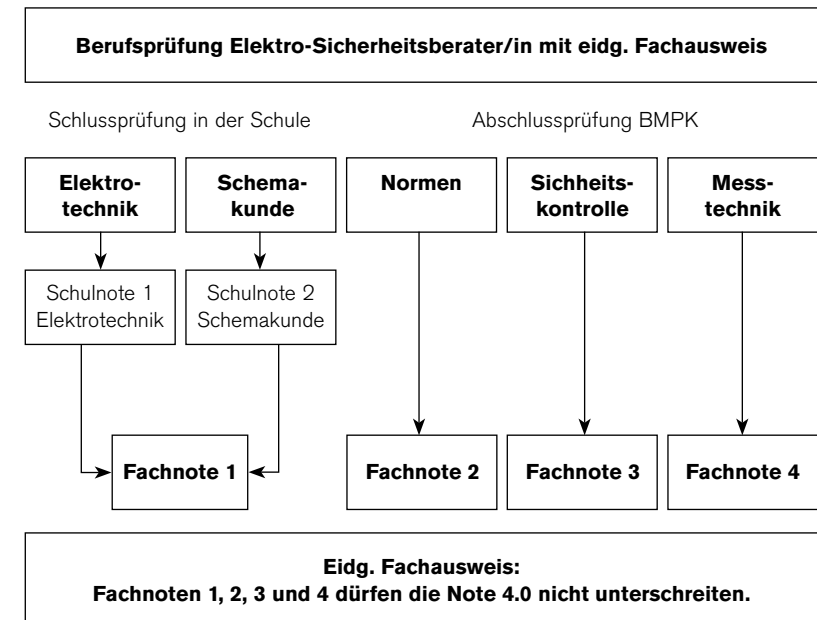 Berufsprüfung Elektro-Sicherheitsberater/in mit eidg. Fachausweis
Schlussprüfung in der Schule
Abschlussprüfung BMPK
Elektro-
technik
Schema-
kunde
Normen
Sichheits-
kontrolle
Mess-
technik
Schulnote 1
Elektrotechnik
Schulnote 2
Schemakunde
Fachnote 1
Fachnote 2
Fachnote 3
Fachnote 4
Eidg. Fachausweis:
Fachnoten 1, 2, 3 und 4 dürfen die Note 4.0 nicht unterschreiten.